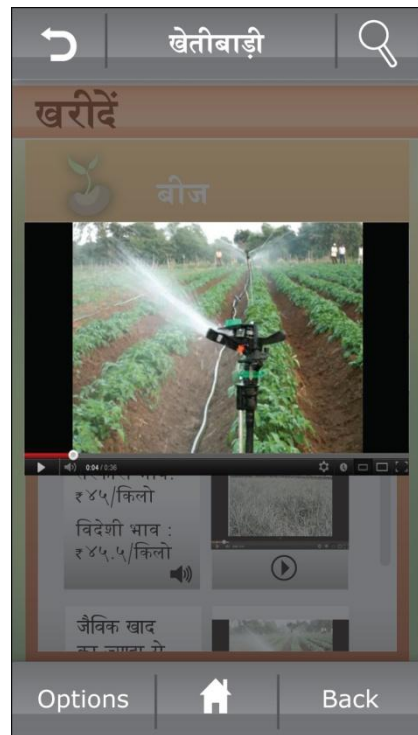 खेतीबाड़ी
खरीदें
बीज
0:04 / 0:36
₹४५/किलो
विदेशी भाव :
₹४५.५/किलो
जैविक खाद
Options
Back